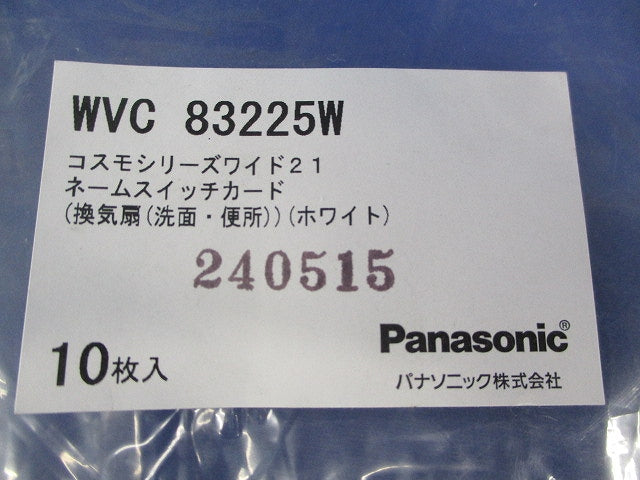 WVC 83225W
コスモシリーズワイド21
ネームスイッチカード
(換気扇(洗面・便所))(ホワイト)
240515
Panasonic®
10枚入
パナソニック株式会社